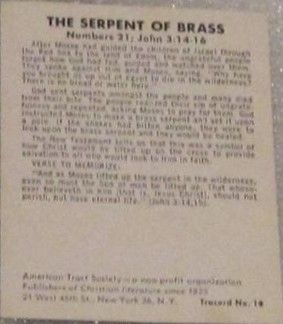 THE SERPENT OF BRASS
Numbers 21; John 3:14-16
After Moses had guided the children of Israel through
the Red Sea to the land of Edom, the ungrateful people
forgot how God had fed, protected and watched over them.
They spoke against Him and Moses, saying, "Why have
you brought us up out of Egypt to die in the wilderness?
There is no bread or water here."
God sent serpents amongst the people and many died
from their bite. The people saw their sin of ungrate-
fulness and repented, asking Moses to pray for them. God
instructed Moses to make a brass serpent and set it upon
a pole. If the snakes had bitten anyone, they were to
look upon the brass serpent and they would be healed.
The New Testament tells us that this was a symbol of
how Christ would be lifted up on the cross to provide
salvation to all who would look to Him in faith.
VERSE TO MEMORIZE:
"And as Moses lifted up the serpent in the wilderness,
even so must the Son of man be lifted up: That whoso-
ever believeth in Him (that is, Jesus Christ), should not
perish, but have eternal life." (John 3:14,15).
American Tract Society—a non-profit organization
Publishers of Christian literature since 1825
21 West 46th St., New York 36, N. Y. Tracord No. 18